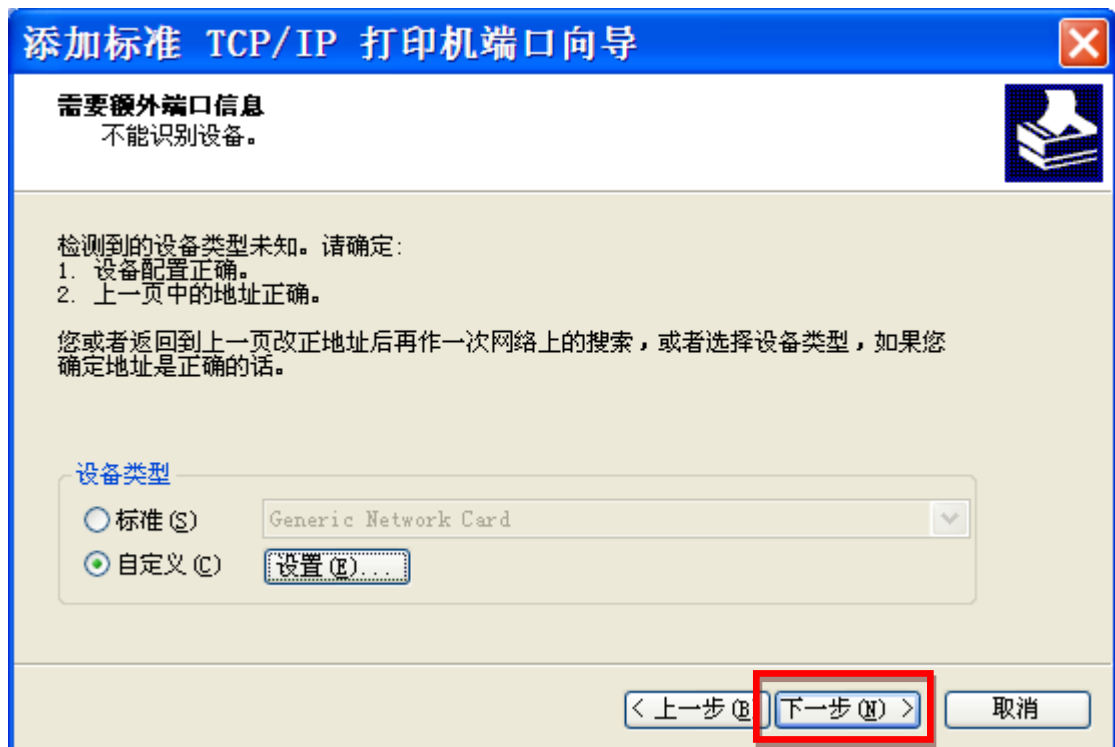 添加标准 TCP/IP 打印机端口向导
需要额外端口信息
不能识别设备。
检测到的设备类型未知。请确定:
1. 设备配置正确。
2. 上一页中的地址正确。
您或者返回到上一页改正地址后再作一次网络上的搜索，或者选择设备类型，如果您
确定地址是正确的话。
设备类型
标准(S)
Generic Network Card
自定义(C)
设置(E)...
< 上一步(B
下一步(N) >
取消